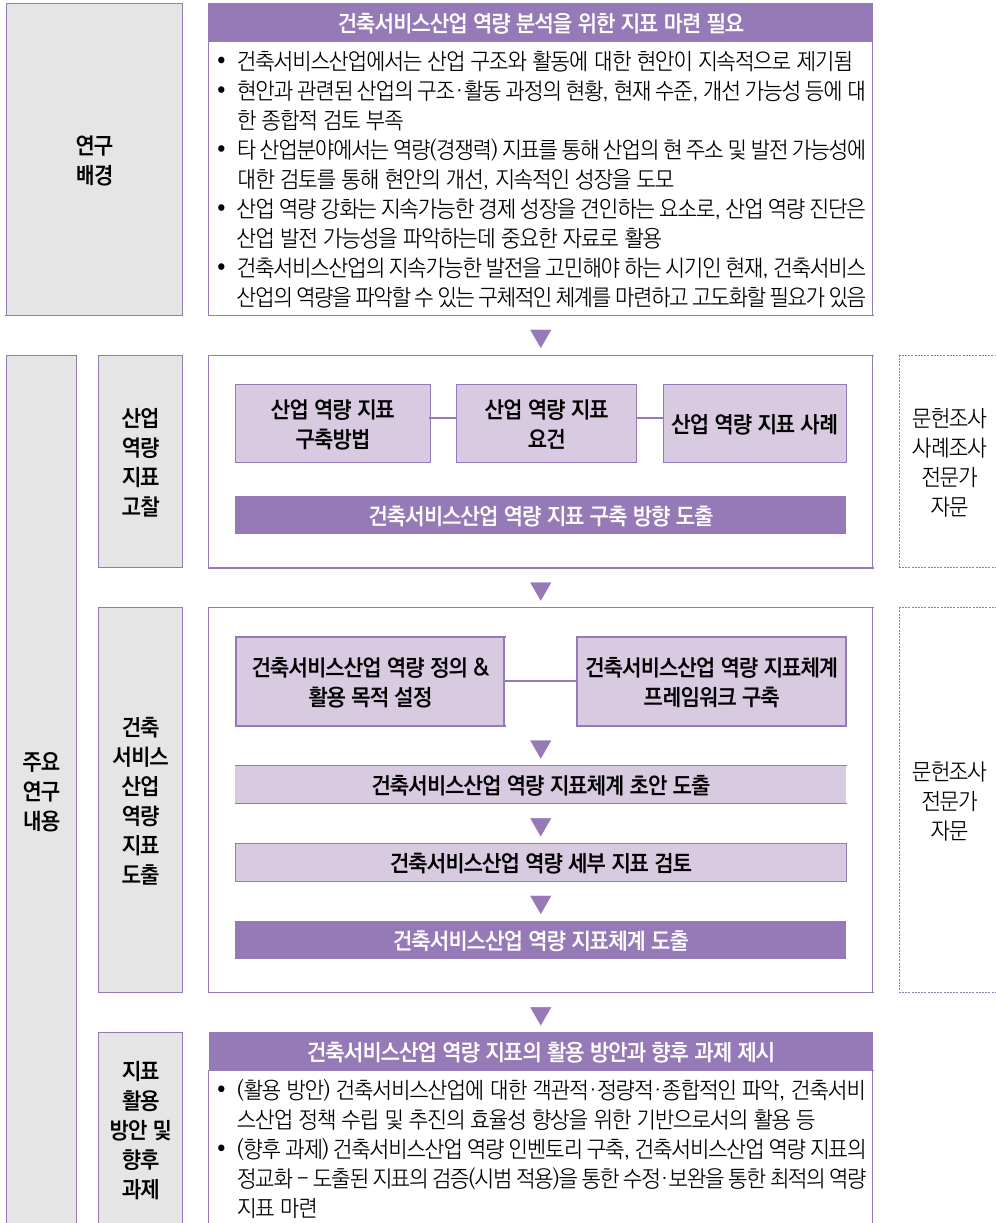 연구
배경
건축서비스산업 역량 분석을 위한 지표 마련 필요
• 건축서비스산업에서는 산업 구조와 활동에 대한 현안이 지속적으로 제기됨
• 현안과 관련된 산업의 구조·활동 과정의 현황, 현재 수준, 개선 가능성 등에 대
한 종합적 검토 부족
• 타 산업분야에서는 역량(경쟁력) 지표를 통해 산업의 현 주소 및 발전 가능성에
대한 검토를 통해 현안의 개선, 지속적인 성장을 도모
• 산업 역량 강화는 지속가능한 경제 성장을 견인하는 요소로, 산업 역량 진단은
산업 발전 가능성을 파악하는데 중요한 자료로 활용
• 건축서비스산업의 지속가능한 발전을 고민해야 하는 시기인 현재, 건축서비스
산업의 역량을 파악할 수 있는 구체적인 체계를 마련하고 고도화할 필요가 있음
▼
주요
연구
내용
산업
역량
지표
고찰
산업 역량 지표
구축방법
산업 역량 지표
요건
산업 역량 지표 사례
건축서비스산업 역량 지표 구축 방향 도출
문헌조사
사례조사
전문가
자문
▼
건축
서비스
산업
역량
지표
도출
건축서비스산업 역량 정의 &
활용 목적 설정
건축서비스산업 역량 지표체계
프레임워크 구축
▼
건축서비스산업 역량 지표체계 초안 도출
▼
건축서비스산업 역량 세부 지표 검토
▼
건축서비스산업 역량 지표체계 도출
문헌조사
전문가
자문
▼
지표
활용
방안 및
향후
과제
건축서비스산업 역량 지표의 활용 방안과 향후 과제 제시
• (활용 방안) 건축서비스산업에 대한 객관적·정량적·종합적인 파악, 건축서비
스산업 정책 수립 및 추진의 효율성 향상을 위한 기반으로서의 활용 등
• (향후 과제) 건축서비스산업 역량 인벤토리 구축, 건축서비스산업 역량 지표의
정교화 – 도출된 지표의 검증(시범 적용)을 통한 수정·보완을 통한 최적의 역량
지표 마련